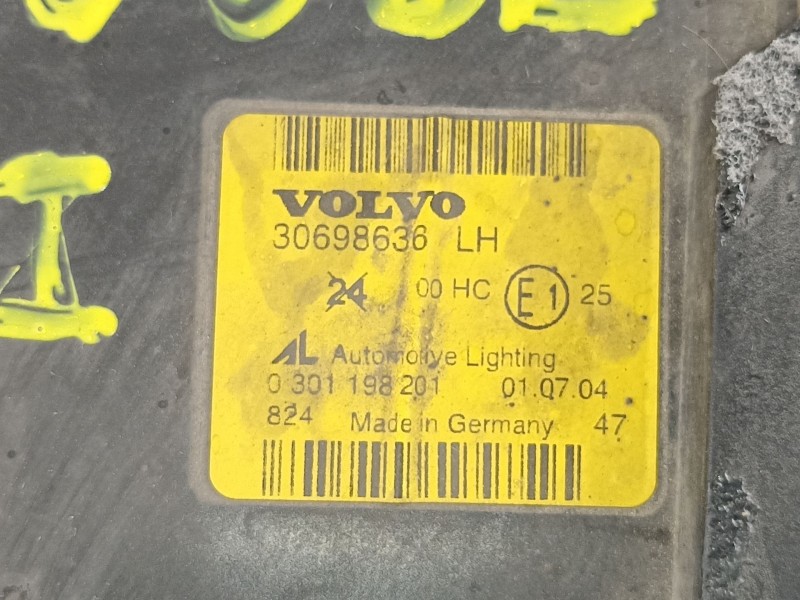 I
VOLVO
30698636 LH
24 00 HC E1 25
AL Automotive Lighting
0 301 198 201 01.07.04
824 Made in Germany 47